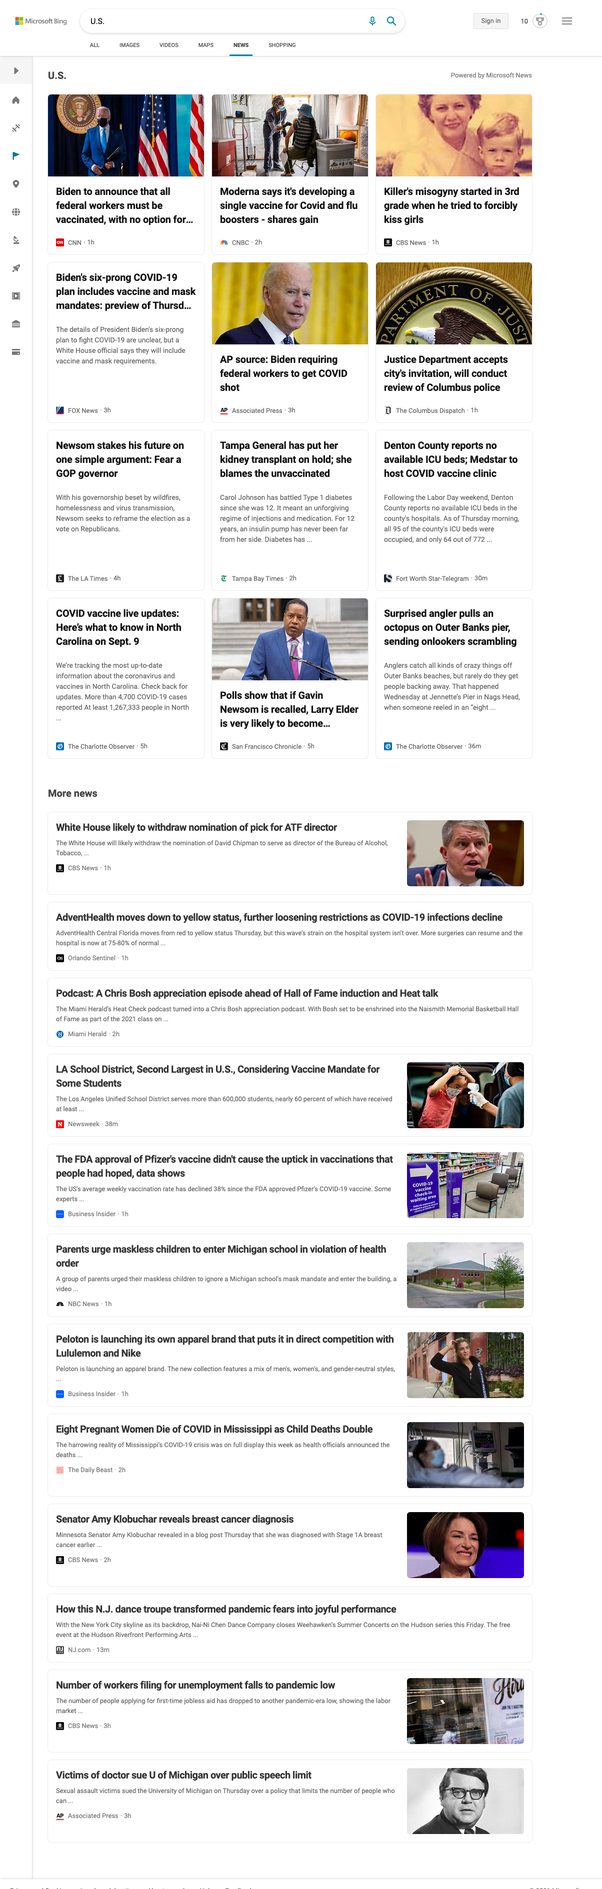 Microsoft Bing
U.S.
Sign in
10
ALL IMAGES VIDEOS MAPS NEWS SHOPPING
U.S.
Powered by Microsoft News
Biden to announce that all
federal workers must be
vaccinated, with no option for...
CNN · 1h
Moderna says it's developing a
single vaccine for Covid and flu
boosters - shares gain
CNBC · 2h
Killer's misogyny started in 3rd
grade when he tried to forcibly
kiss girls
CBS News · 1h
Biden's six-prong COVID-19
plan includes vaccine and mask
mandates: preview of Thursd...
The details of President Biden's six-prong
plan to fight COVID-19 are unclear, but a
White House official says they will include
vaccine and mask requirements.
FOX News · 3h
AP source: Biden requiring
federal workers to get COVID
shot
AP Associated Press · 3h
PARTMENT OF JUST
Justice Department accepts
city's invitation, will conduct
review of Columbus police
The Columbus Dispatch · 1h
Newsom stakes his future on
one simple argument: Fear a
GOP governor
With his governorship beset by wildfires,
homelessness and virus transmission,
Newsom seeks to reframe the election as a
vote on Republicans.
The LA Times · 4h
Tampa General has put her
kidney transplant on hold; she
blames the unvaccinated
Carol Johnson has battled Type 1 diabetes
since she was 12. It meant an unforgiving
regime of injections and medication. For 12
years, an insulin pump has never been far
from her side. Diabetes has ...
Tampa Bay Times · 2h
Denton County reports no
available ICU beds; Medstar to
host COVID vaccine clinic
Following the Labor Day weekend, Denton
County reports no available ICU beds in the
county's hospitals. As of Thursday morning,
all 95 of the county's ICU beds were
occupied, and only 64 out of 772 ...
Fort Worth Star-Telegram · 30m
COVID vaccine live updates:
Here's what to know in North
Carolina on Sept. 9
We're tracking the most up-to-date
information about the coronavirus and
vaccines in North Carolina. Check back for
updates. More than 4,700 COVID-19 cases
reported At least 1,267,333 people in North
...
The Charlotte Observer · 5h
Polls show that if Gavin
Newsom is recalled, Larry Elder
is very likely to become...
San Francisco Chronicle · 5h
Surprised angler pulls an
octopus on Outer Banks pier,
sending onlookers scrambling
Anglers catch all kinds of crazy things off
Outer Banks beaches, but rarely do they get
people backing away. That happened
Wednesday at Jennette's Pier in Nags Head,
when someone reeled in an "eight ...
The Charlotte Observer · 36m
More news
White House likely to withdraw nomination of pick for ATF director
The White House will likely withdraw the nomination of David Chipman to serve as director of the Bureau of Alcohol,
Tobacco, ...
CBS News · 1h
AdventHealth moves down to yellow status, further loosening restrictions as COVID-19 infections decline
AdventHealth Central Florida moves from red to yellow status Thursday, but this wave's strain on the hospital system isn't over. More surgeries can resume and the
hospital is now at 75-80% of normal ...
OS Orlando Sentinel · 1h
Podcast: A Chris Bosh appreciation episode ahead of Hall of Fame induction and Heat talk
The Miami Herald's Heat Check podcast turned into a Chris Bosh appreciation podcast. With Bosh set to be enshrined into the Naismith Memorial Basketball Hall
of Fame as part of the 2021 class on ...
Miami Herald · 2h
LA School District, Second Largest in U.S., Considering Vaccine Mandate for
Some Students
The Los Angeles Unified School District serves more than 600,000 students, nearly 60 percent of which have received
at least ...
N Newsweek · 38m
The FDA approval of Pfizer's vaccine didn't cause the uptick in vaccinations that
people had hoped, data shows
The US's average weekly vaccination rate has declined 38% since the FDA approved Pfizer's COVID-19 vaccine. Some
experts ...
Business Insider · 1h
COVID-19
vaccine
check-in
waiting area
Parents urge maskless children to enter Michigan school in violation of health
order
A group of parents urged their maskless children to ignore a Michigan school's mask mandate and enter the building, a
video ...
NBC News · 1h
Peloton is launching its own apparel brand that puts it in direct competition with
Lululemon and Nike
Peloton is launching an apparel brand. The new collection features a mix of men's, women's, and gender-neutral styles,
...
Business Insider · 1h
Eight Pregnant Women Die of COVID in Mississippi as Child Deaths Double
The harrowing reality of Mississippi's COVID-19 crisis was on full display this week as health officials announced the
deaths ...
The Daily Beast · 2h
Senator Amy Klobuchar reveals breast cancer diagnosis
Minnesota Senator Amy Klobuchar revealed in a blog post Thursday that she was diagnosed with Stage 1A breast
cancer earlier ...
CBS News · 2h
How this N.J. dance troupe transformed pandemic fears into joyful performance
With the New York City skyline as its backdrop, Nai-Ni Chen Dance Company closes Weehawken's Summer Concerts on the Hudson series this Friday. The free
event at the Hudson Riverfront Performing Arts ...
NJ.com · 13m
Number of workers filing for unemployment falls to pandemic low
The number of people applying for first-time jobless aid has dropped to another pandemic-era low, showing the labor
market ...
CBS News · 3h
Victims of doctor sue U of Michigan over public speech limit
Sexual assault victims sued the University of Michigan on Thursday over a policy that limits the number of people who
can ...
AP Associated Press · 3h